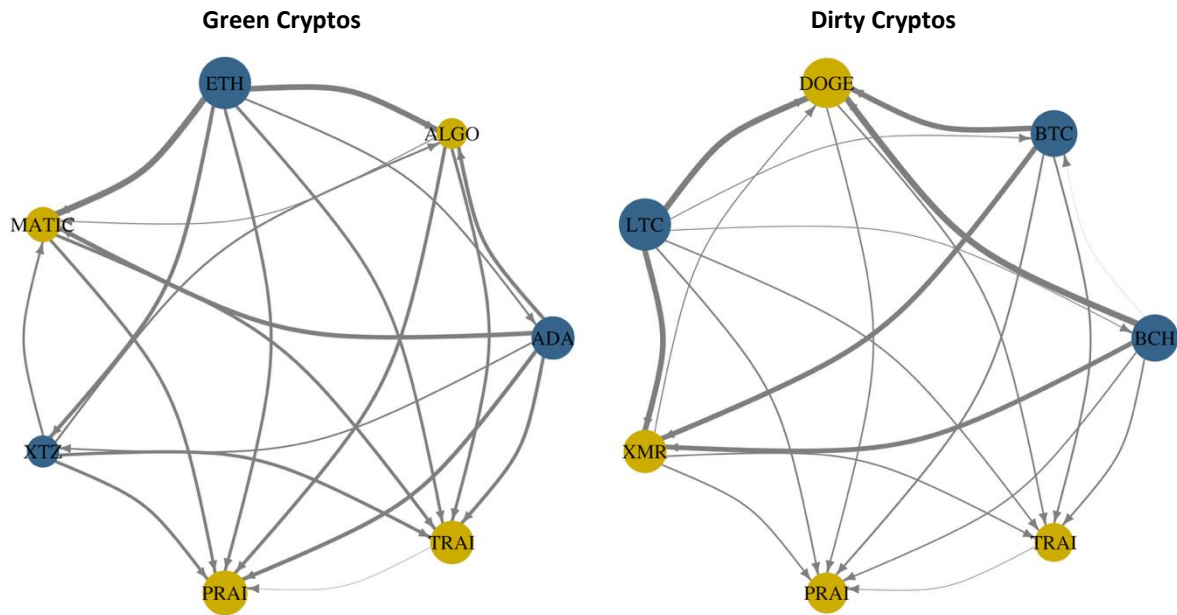 Green Cryptos
ETH
ALGO
MATIC
ADA
XTZ
TRAI
PRAI
Dirty Cryptos
DOGE
BTC
LTC
BCH
XMR
TRAI
PRAI